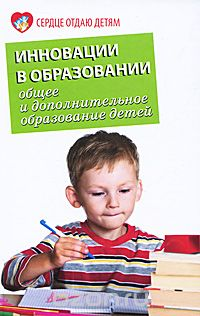 СЕРДЦЕ ОТДАЮ ДЕТЯМ
ИННОВАЦИИ
В ОБРАЗОВАНИИ
общее
и дополнительное
образование детей